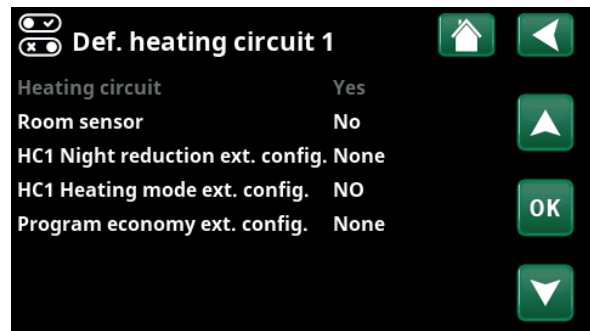 Def. heating circuit 1
Heating circuit Yes
Room sensor No
HC1 Night reduction ext. config. None
HC1 Heating mode ext. config. NO
Program economy ext. config. None
OK